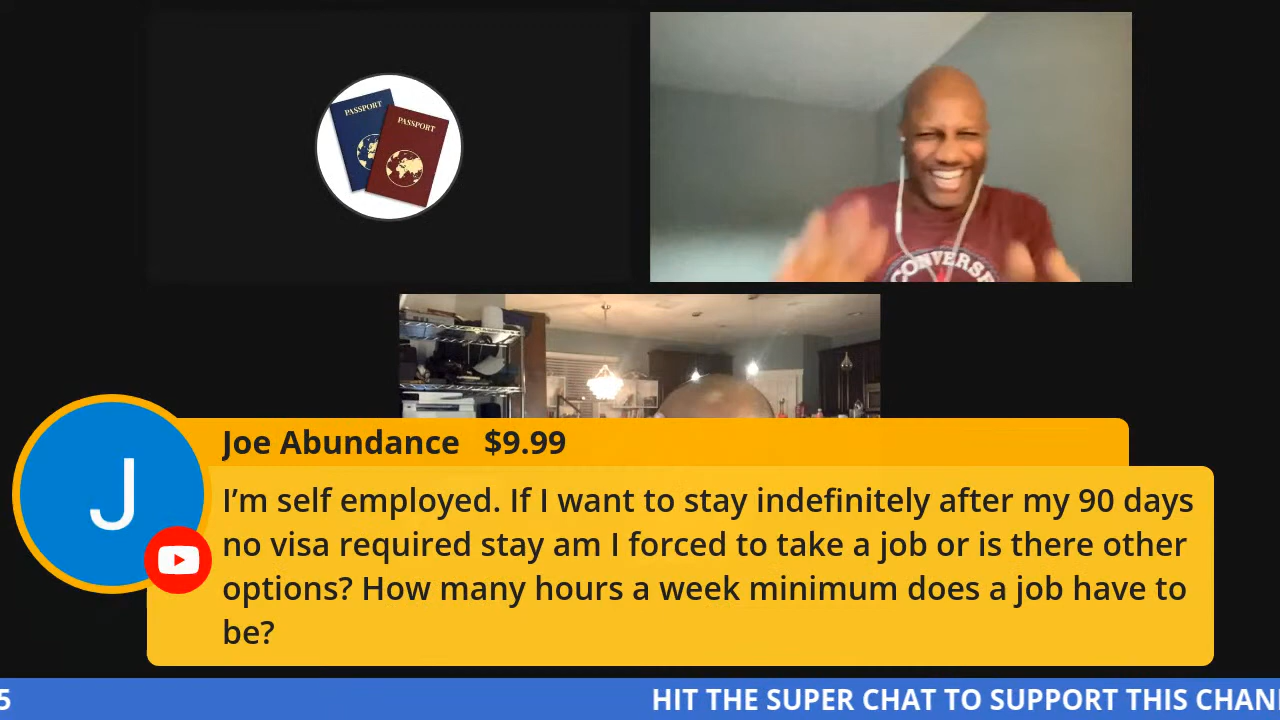 PASSPORT
PASSPORT
CONVERSE
Joe Abundance $9.99
J
I’m self employed. If I want to stay indefinitely after my 90 days
no visa required stay am I forced to take a job or is there other
options? How many hours a week minimum does a job have to
be?
5
HIT THE SUPER CHAT TO SUPPORT THIS CHAN